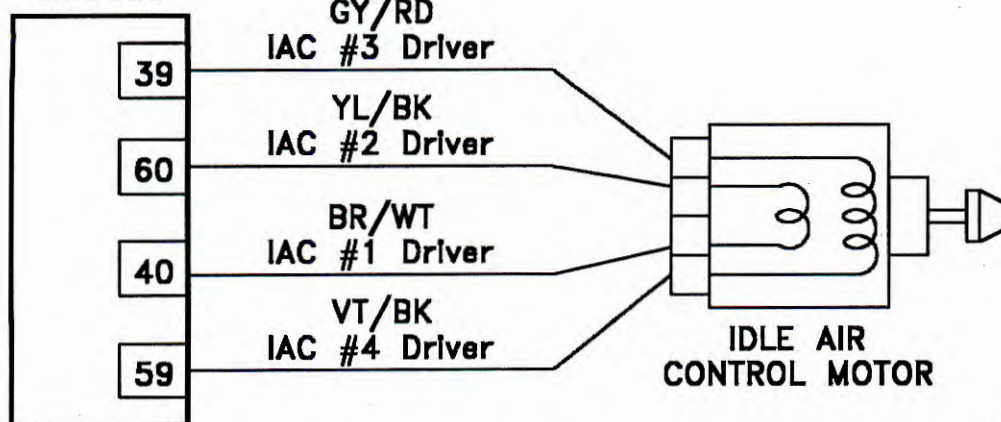 GY/RD
39 IAC #3 Driver
YL/BK
60 IAC #2 Driver
BR/WT
40 IAC #1 Driver
VT/BK
59 IAC #4 Driver
IDLE AIR
CONTROL MOTOR